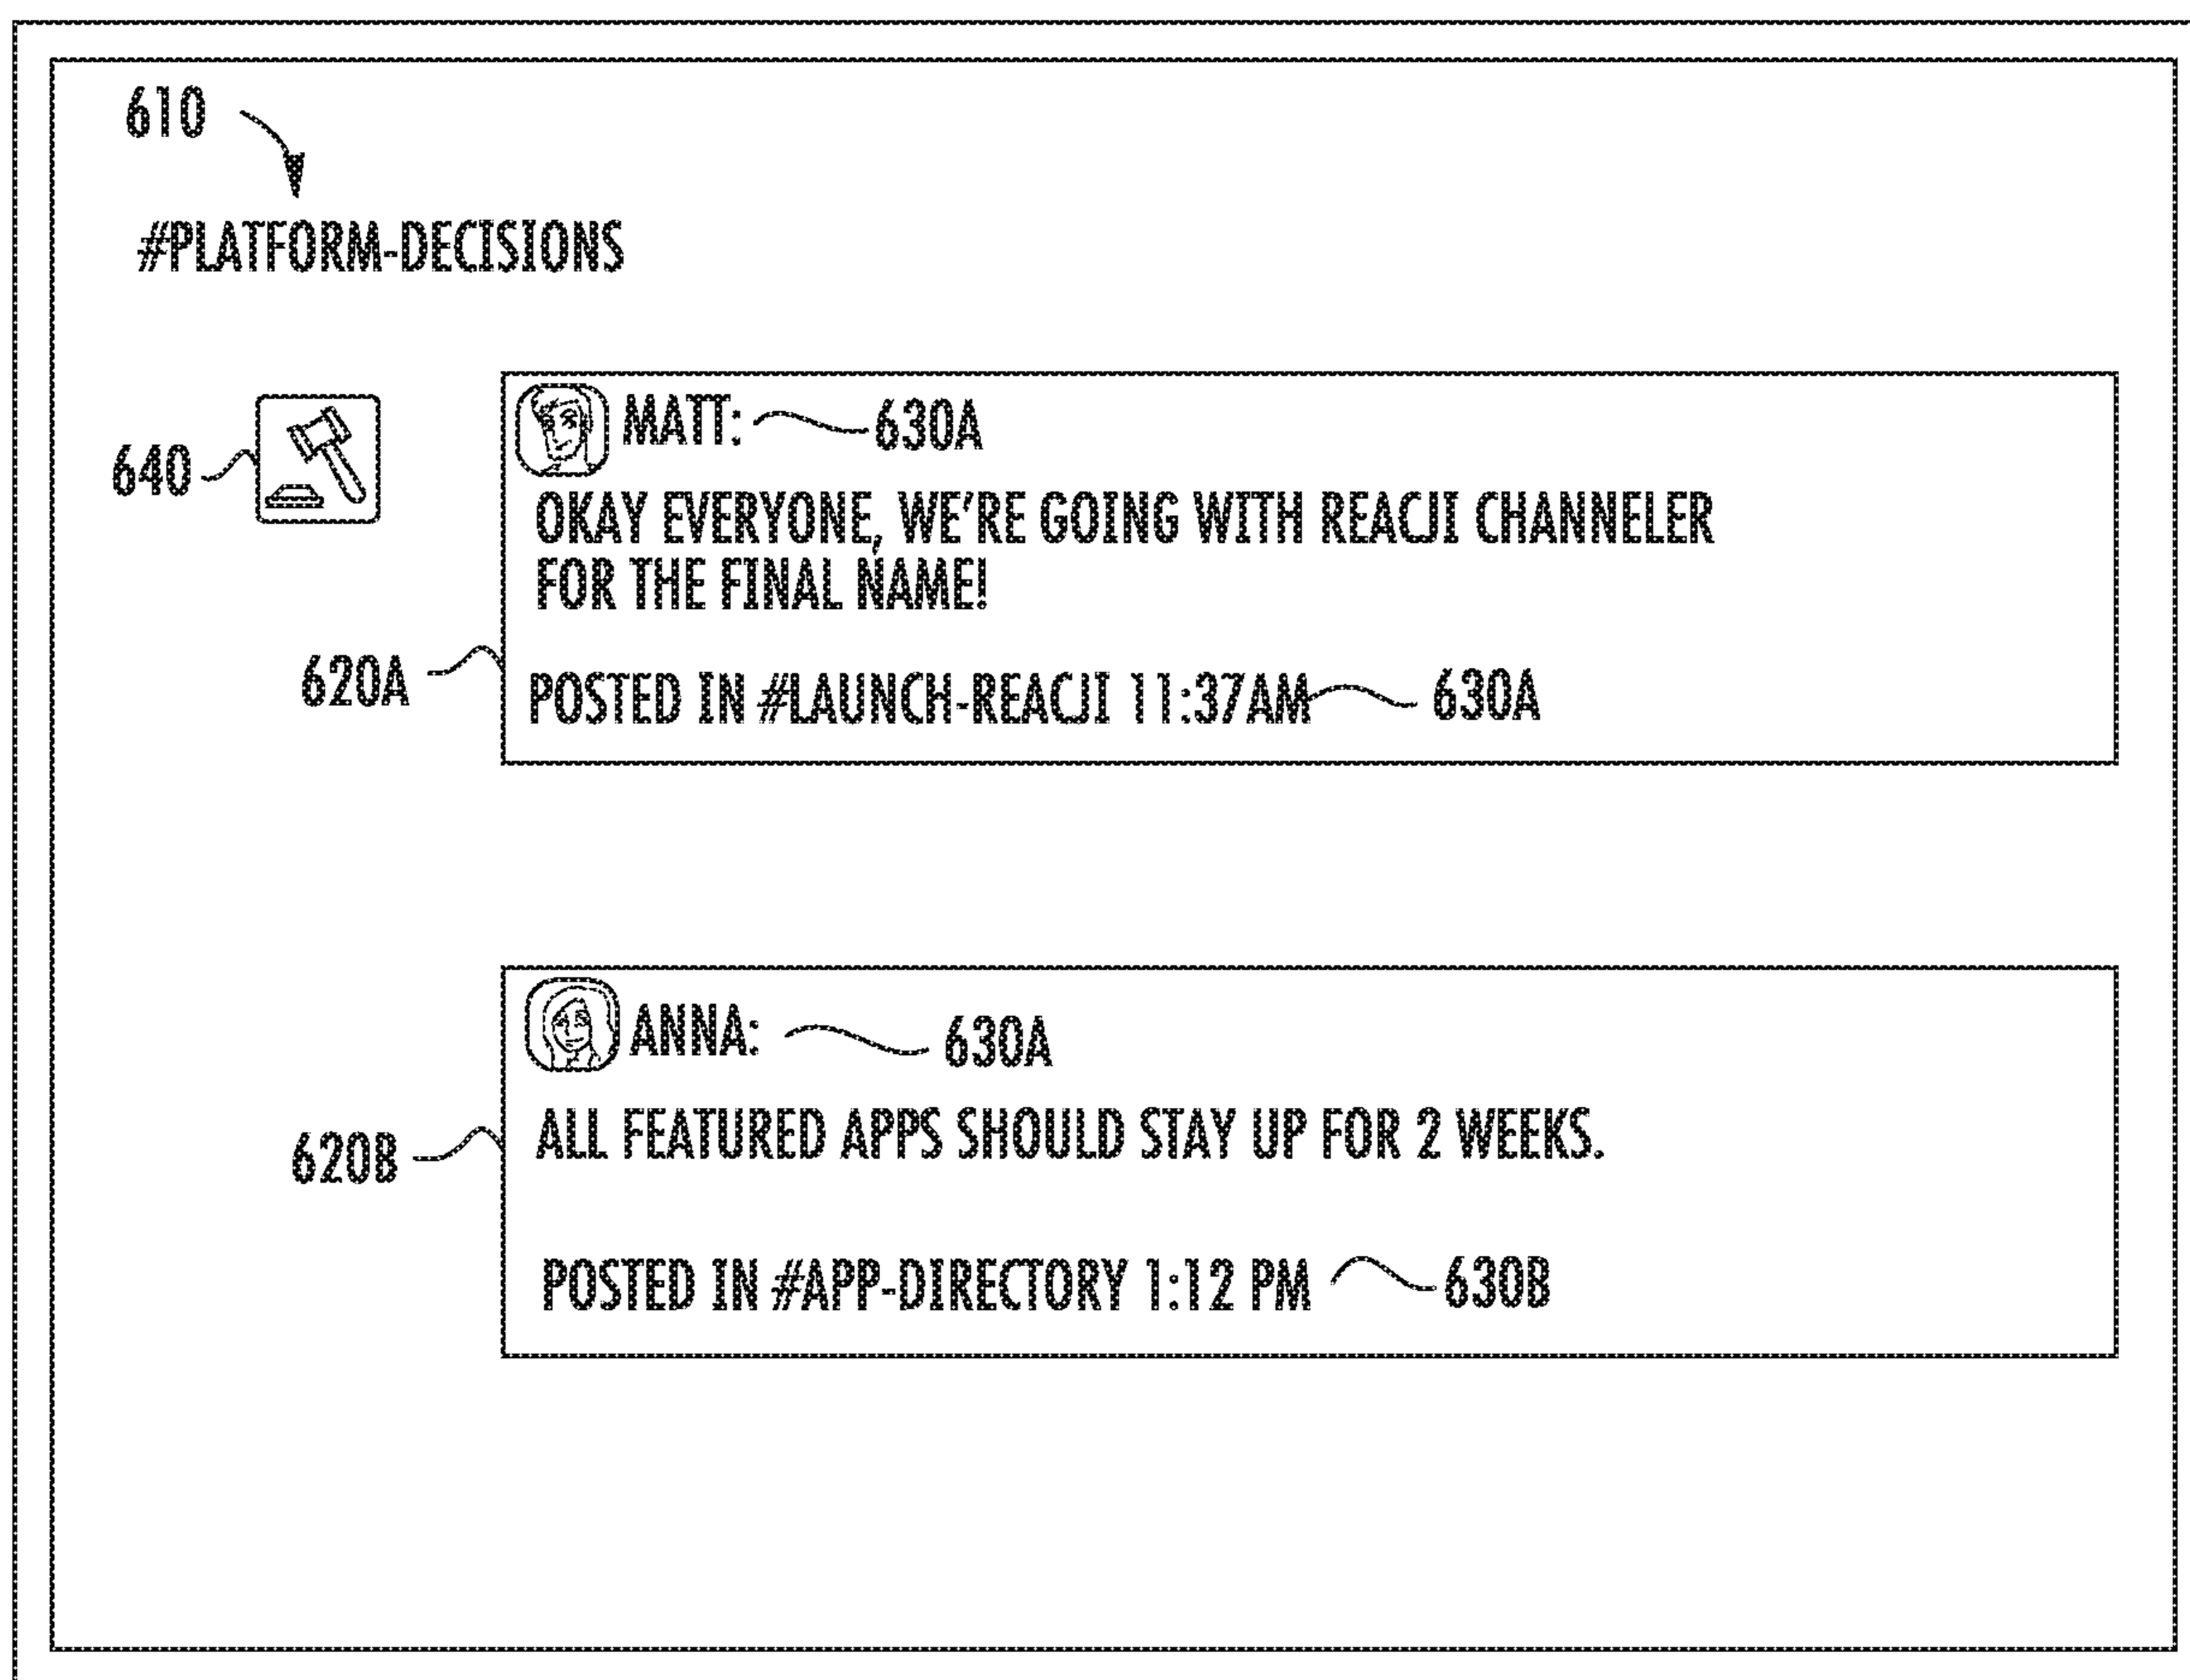 610
#PLATFORM-DECISIONS
640
MATT: 630A
OKAY EVERYONE, WE'RE GOING WITH REACJI CHANNELER
FOR THE FINAL NAME!
620A
POSTED IN #LAUNCH-REACJI 11:37AM 630A
ANNA: 630A
ALL FEATURED APPS SHOULD STAY UP FOR 2 WEEKS.
620B
POSTED IN #APP-DIRECTORY 1:12 PM 630B